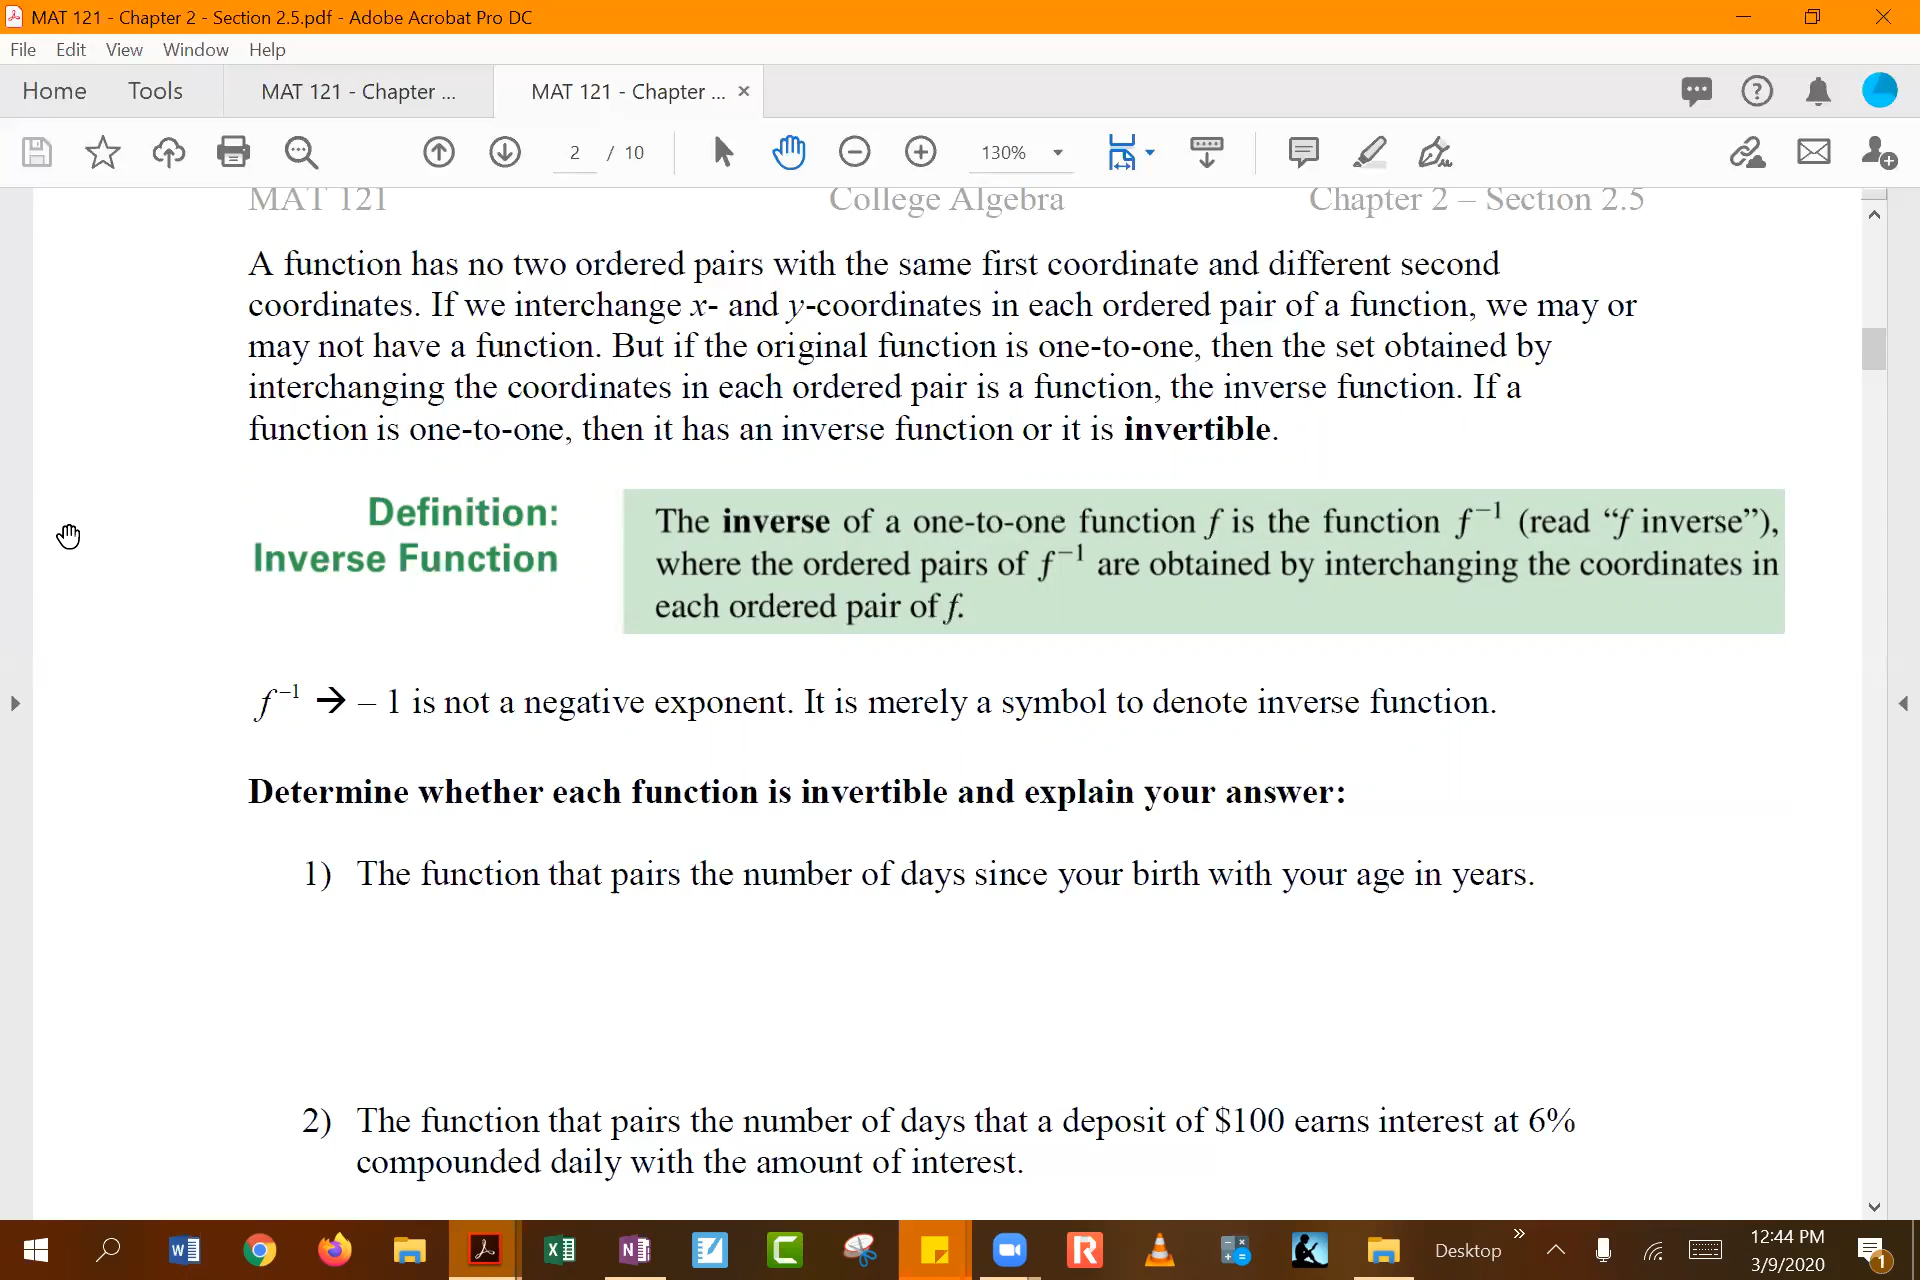 MAT 121 - Chapter 2 - Section 2.5.pdf - Adobe Acrobat Pro DC
File Edit View Window Help
Home Tools MAT 121 - Chapter ... MAT 121 - Chapter ... ×
2 / 10 130%
MAT 121 College Algebra Chapter 2 – Section 2.5
A function has no two ordered pairs with the same first coordinate and different second
coordinates. If we interchange x- and y-coordinates in each ordered pair of a function, we may or
may not have a function. But if the original function is one-to-one, then the set obtained by
interchanging the coordinates in each ordered pair is a function, the inverse function. If a
function is one-to-one, then it has an inverse function or it is invertible.
Definition:
Inverse Function
The inverse of a one-to-one function f is the function f⁻¹ (read “f inverse”),
where the ordered pairs of f⁻¹ are obtained by interchanging the coordinates in
each ordered pair of f.
f⁻¹ → – 1 is not a negative exponent. It is merely a symbol to denote inverse function.
Determine whether each function is invertible and explain your answer:
1) The function that pairs the number of days since your birth with your age in years.
2) The function that pairs the number of days that a deposit of $100 earns interest at 6%
compounded daily with the amount of interest.
Desktop
12:44 PM
3/9/2020
1